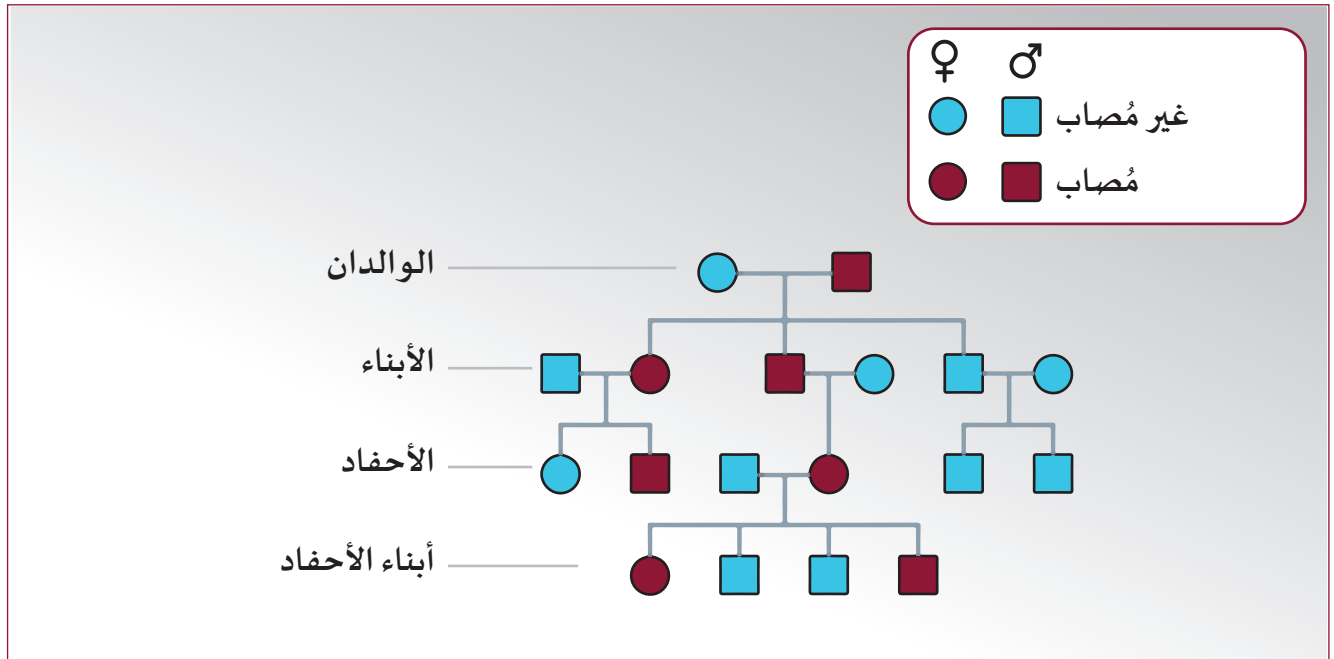 ♀ ♂
غير مُصاب
مُصاب
الوالدان
الأبناء
الأحفاد
أبناء الأحفاد